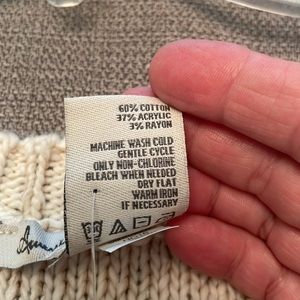 60% COTTON
37% ACRYLIC
3% RAYON
MACHINE WASH COLD
GENTLE CYCLE
ONLY NON-CHLORINE
BLEACH WHEN NEEDED
DRY FLAT
WARM IRON
IF NECESSARY